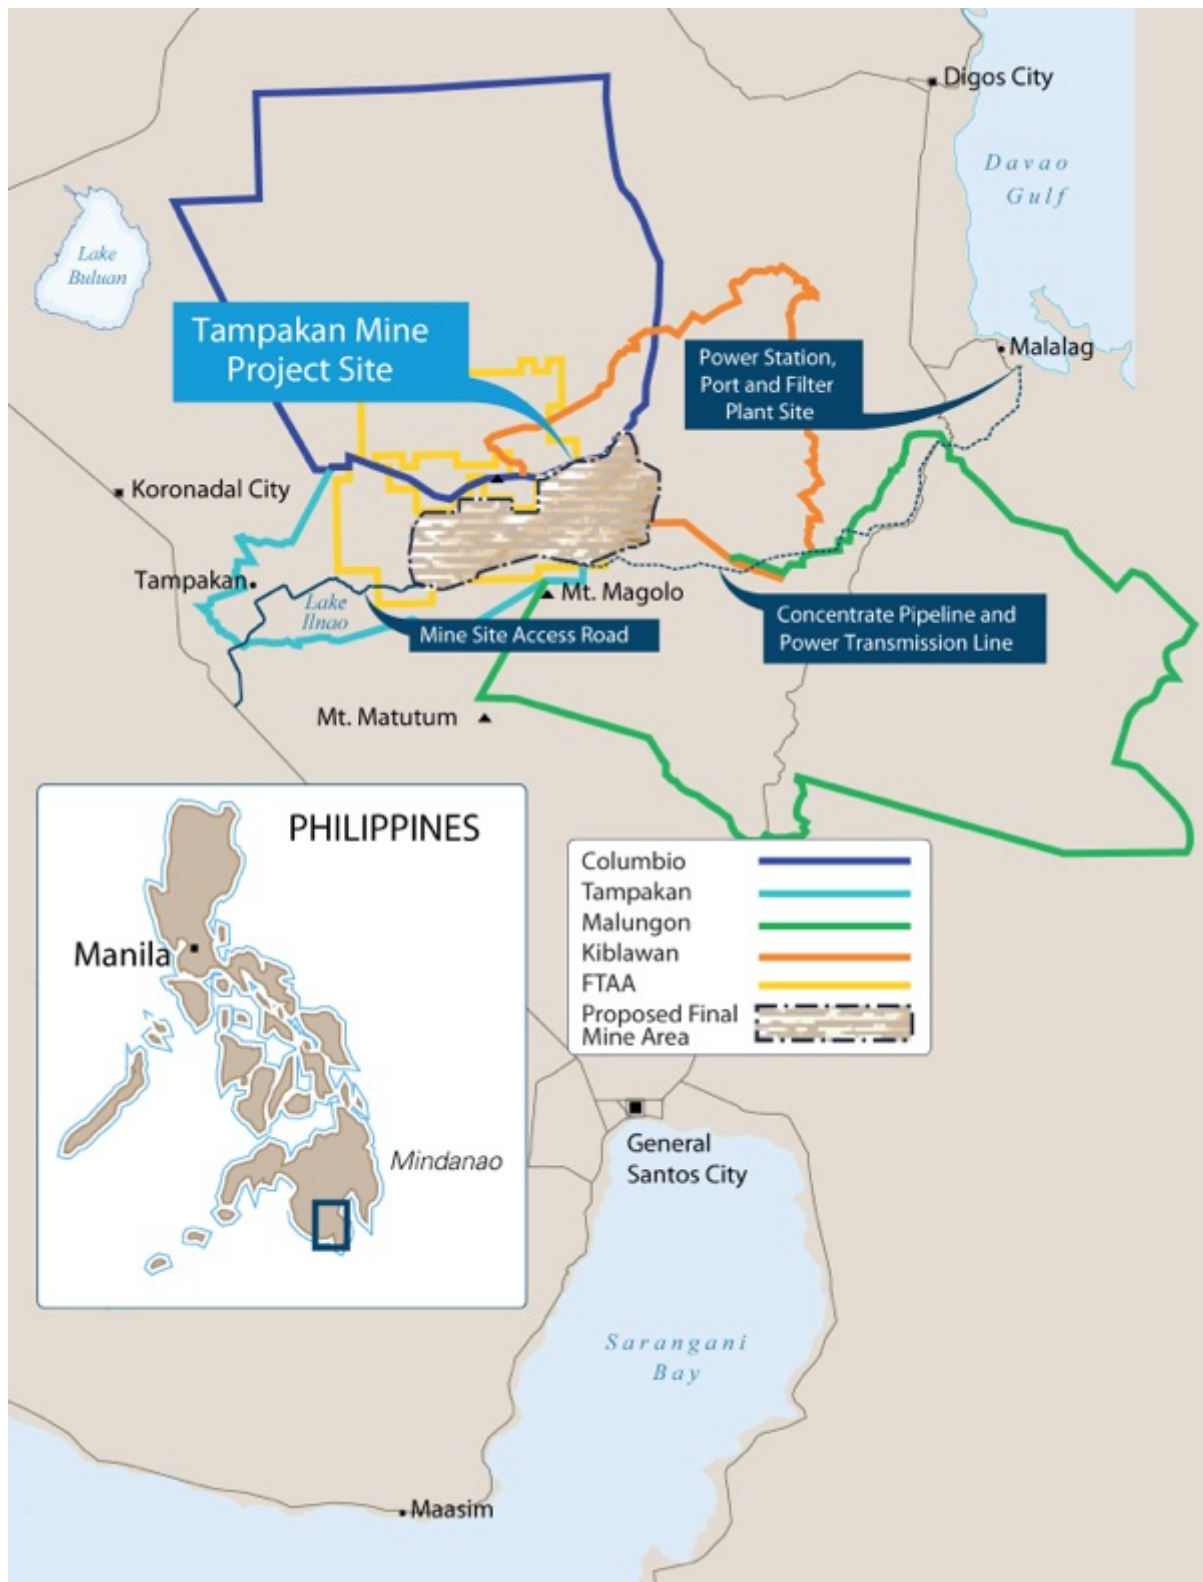 Digos City
Davao
Gulf
Lake
Buluan
Tampakan Mine
Project Site
Power Station,
Port and Filter
Plant Site
Malalag
Koronadal City
Tampakan
Lake
Ilnao
Mt. Magolo
Mine Site Access Road
Concentrate Pipeline and
Power Transmission Line
Mt. Matutum
PHILIPPINES
Manila
Mindanao
Columbio
Tampakan
Malungon
Kiblawan
FTAA
Proposed Final
Mine Area
General
Santos City
Sarangani
Bay
Maasim